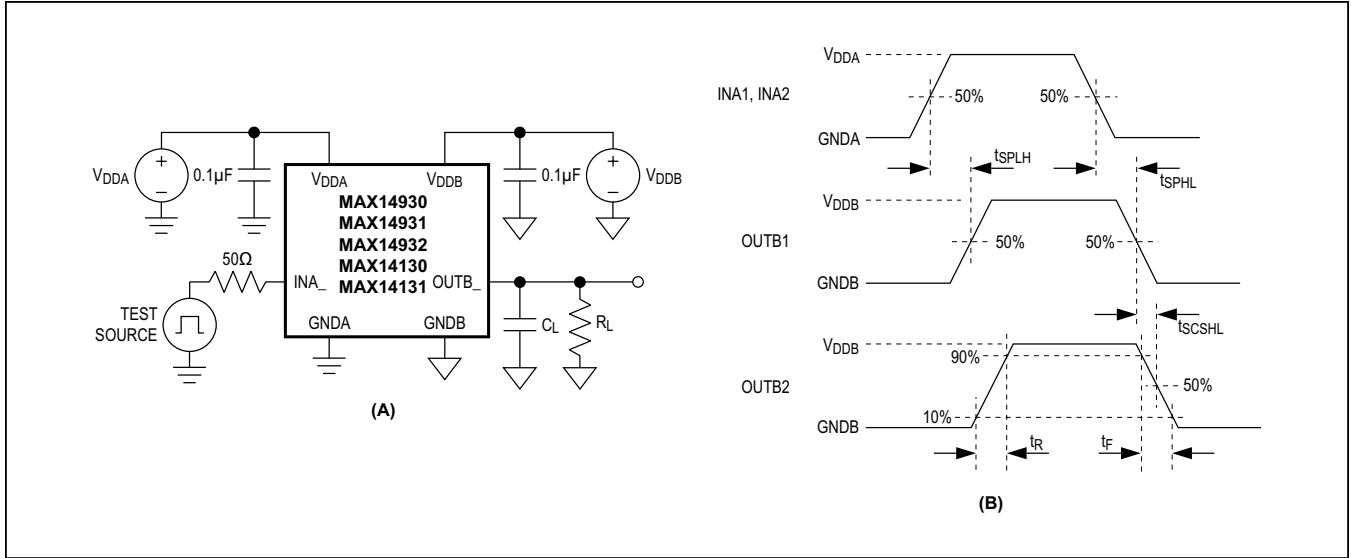 VDDA
0.1µF
VDDA
VDDB
0.1µF
VDDB
MAX14930
MAX14931
MAX14932
MAX14130
MAX14131
50Ω
INA_
OUTB_
TEST
SOURCE
GNDA
GNDB
CL
RL
(A)
VDDA
INA1, INA2
50%
50%
GNDA
tSPLH
tSPHL
VDDB
OUTB1
50%
50%
GNDB
tSCSHL
VDDB
90%
OUTB2
50%
10%
GNDB
tR
tF
(B)